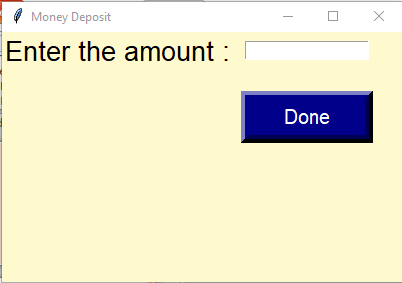 Money Deposit
Enter the amount :
Done